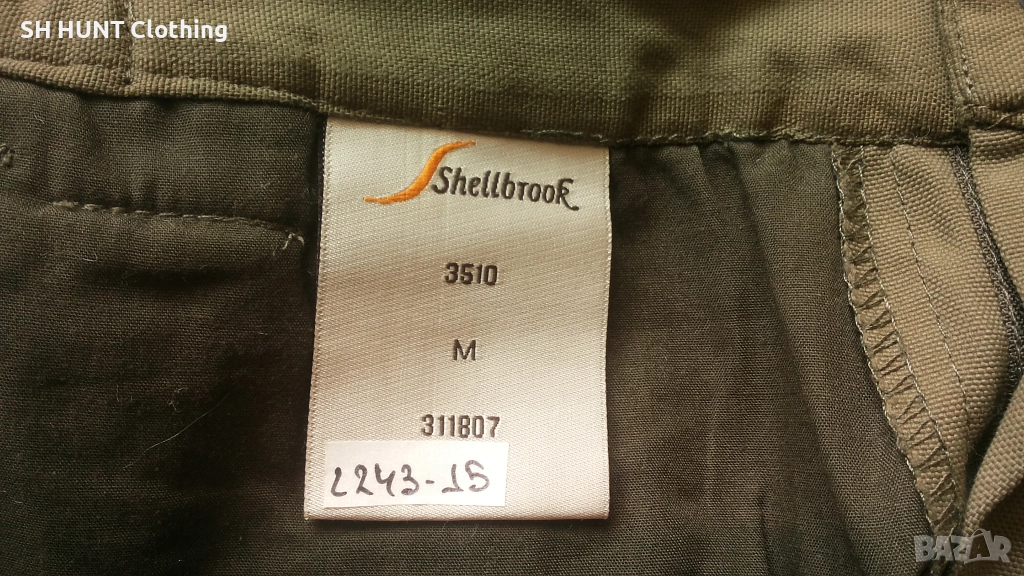 SH HUNT Clothing
Shellbrook
3510
M
311807
2243-15
BAZAR